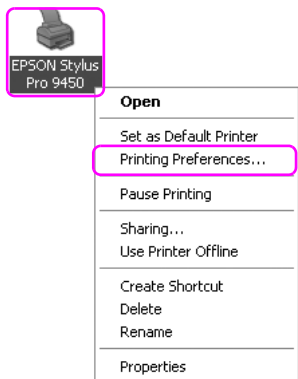 EPSON Stylus
Pro 9450
Open
Set as Default Printer
Printing Preferences...
Pause Printing
Sharing...
Use Printer Offline
Create Shortcut
Delete
Rename
Properties